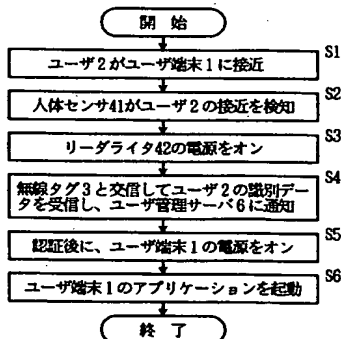 開 始
S1
ユーザ2がユーザ端末1に接近
S2
人体センサ41がユーザ2の接近を検知
S3
リーダライタ42の電源をオン
S4
無線タグ3と交信してユーザ2の識別デー
タを受信し、ユーザ管理サーバ6に通知
S5
認証後に、ユーザ端末1の電源をオン
S6
ユーザ端末1のアプリケーションを起動
終 了